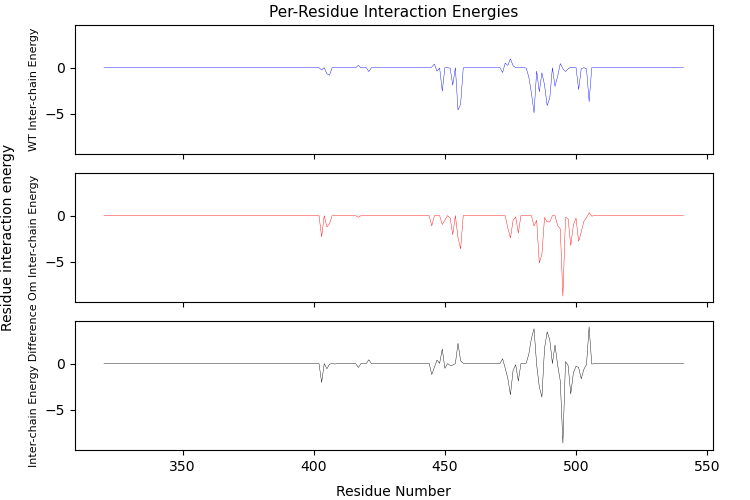 Per-Residue Interaction Energies
Residue interaction energy
WT Inter-chain Energy
0
−5
Om Inter-chain Energy
0
−5
Inter-chain Energy Difference
0
−5
350
400
450
500
550
Residue Number